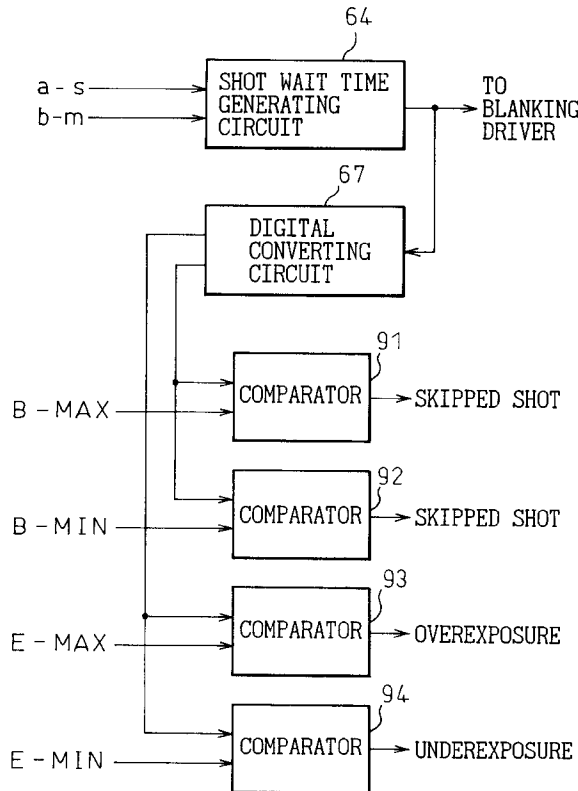 64
a-s
b-m
SHOT WAIT TIME
GENERATING
CIRCUIT
TO
BLANKING
DRIVER
67
DIGITAL
CONVERTING
CIRCUIT
91
B-MAX
COMPARATOR
SKIPPED SHOT
92
B-MIN
COMPARATOR
SKIPPED SHOT
93
E-MAX
COMPARATOR
OVEREXPOSURE
94
E-MIN
COMPARATOR
UNDEREXPOSURE